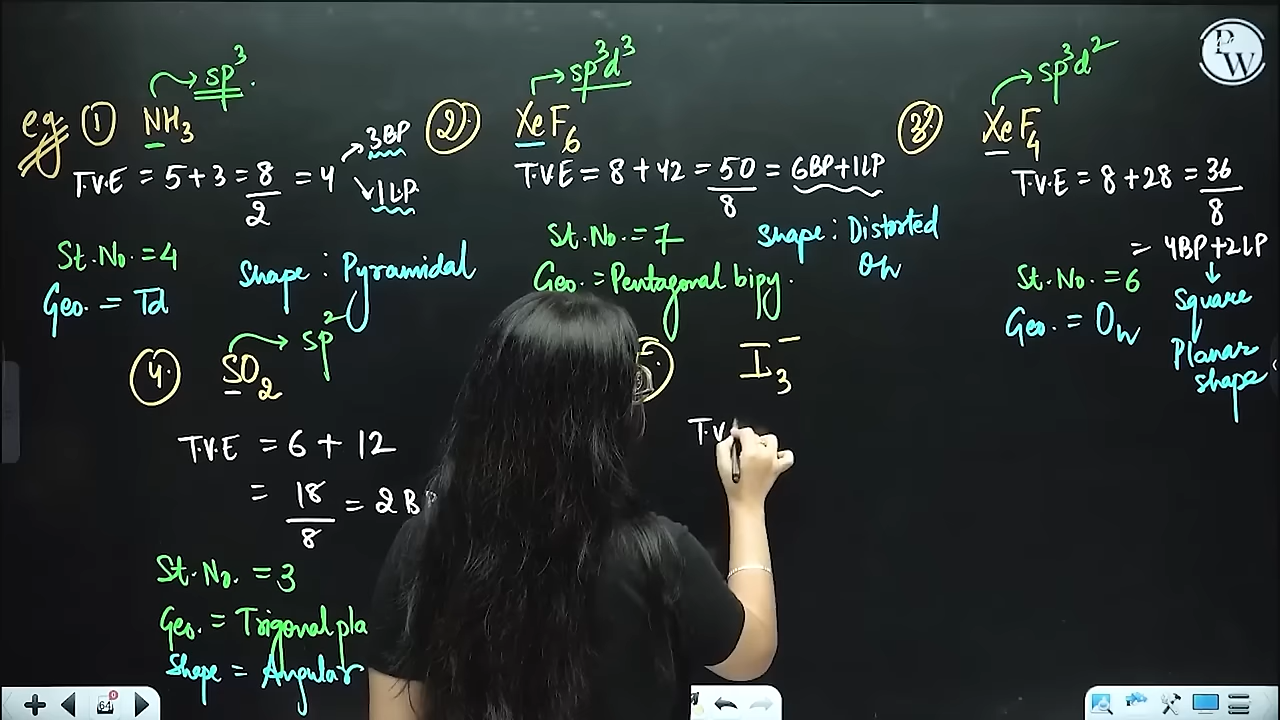 eg ① NH3 → sp³.
T.V.E = 5 + 3 = 8/2 = 4 → 3BP
↘ 1LP
St. No. = 4
Geo. = Td
Shape : Pyramidal
② XeF6 → sp³d³
T.V.E = 8 + 42 = 50/8 = 6BP + 1LP
St. No. = 7
Geo. = Pentagonal bipy.
Shape : Distorted
Oh
③ XeF4 → sp³d²
T.V.E = 8 + 28 = 36/8
= 4BP + 2LP
St. No. = 6
Geo. = Oh
↓
Square
Planar
shape
④ SO2 → sp²
T.V.E = 6 + 12
= 18/8 = 2B
St. No. = 3
Geo. = Trigonal pla
Shape = Angular
I3⁻
T.V
PW
64
0